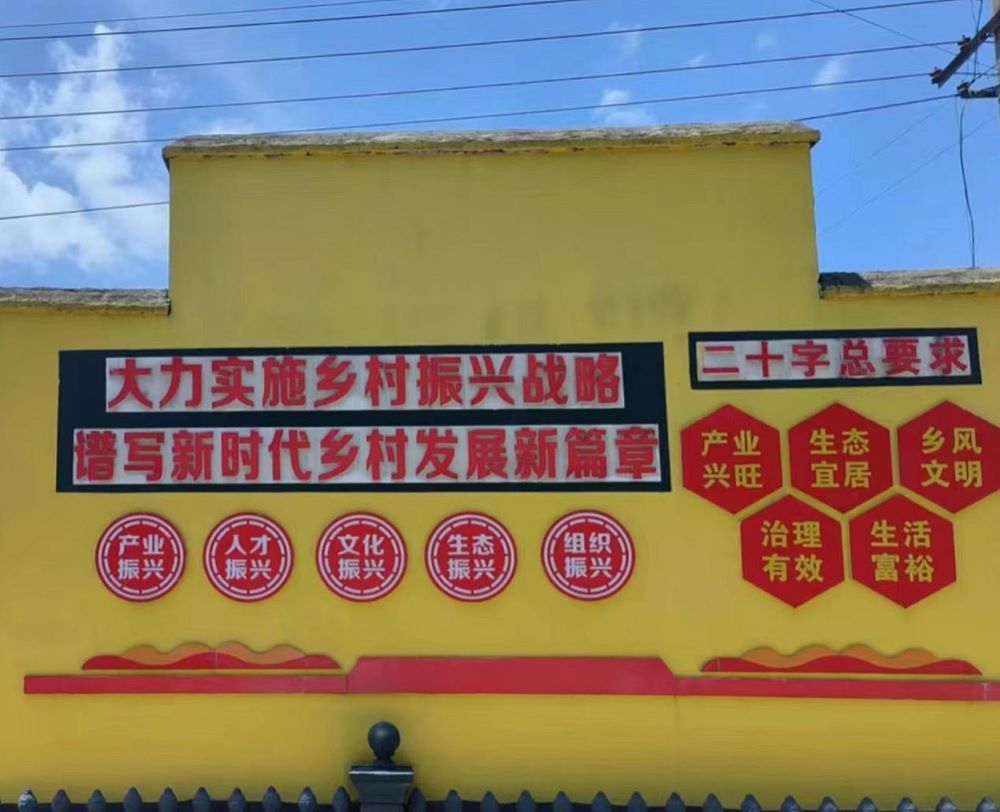 大力实施乡村振兴战略
谱写新时代乡村发展新篇章
产业
振兴
人才
振兴
文化
振兴
生态
振兴
组织
振兴
二十字总要求
产业
兴旺
生态
宜居
乡风
文明
治理
有效
生活
富裕